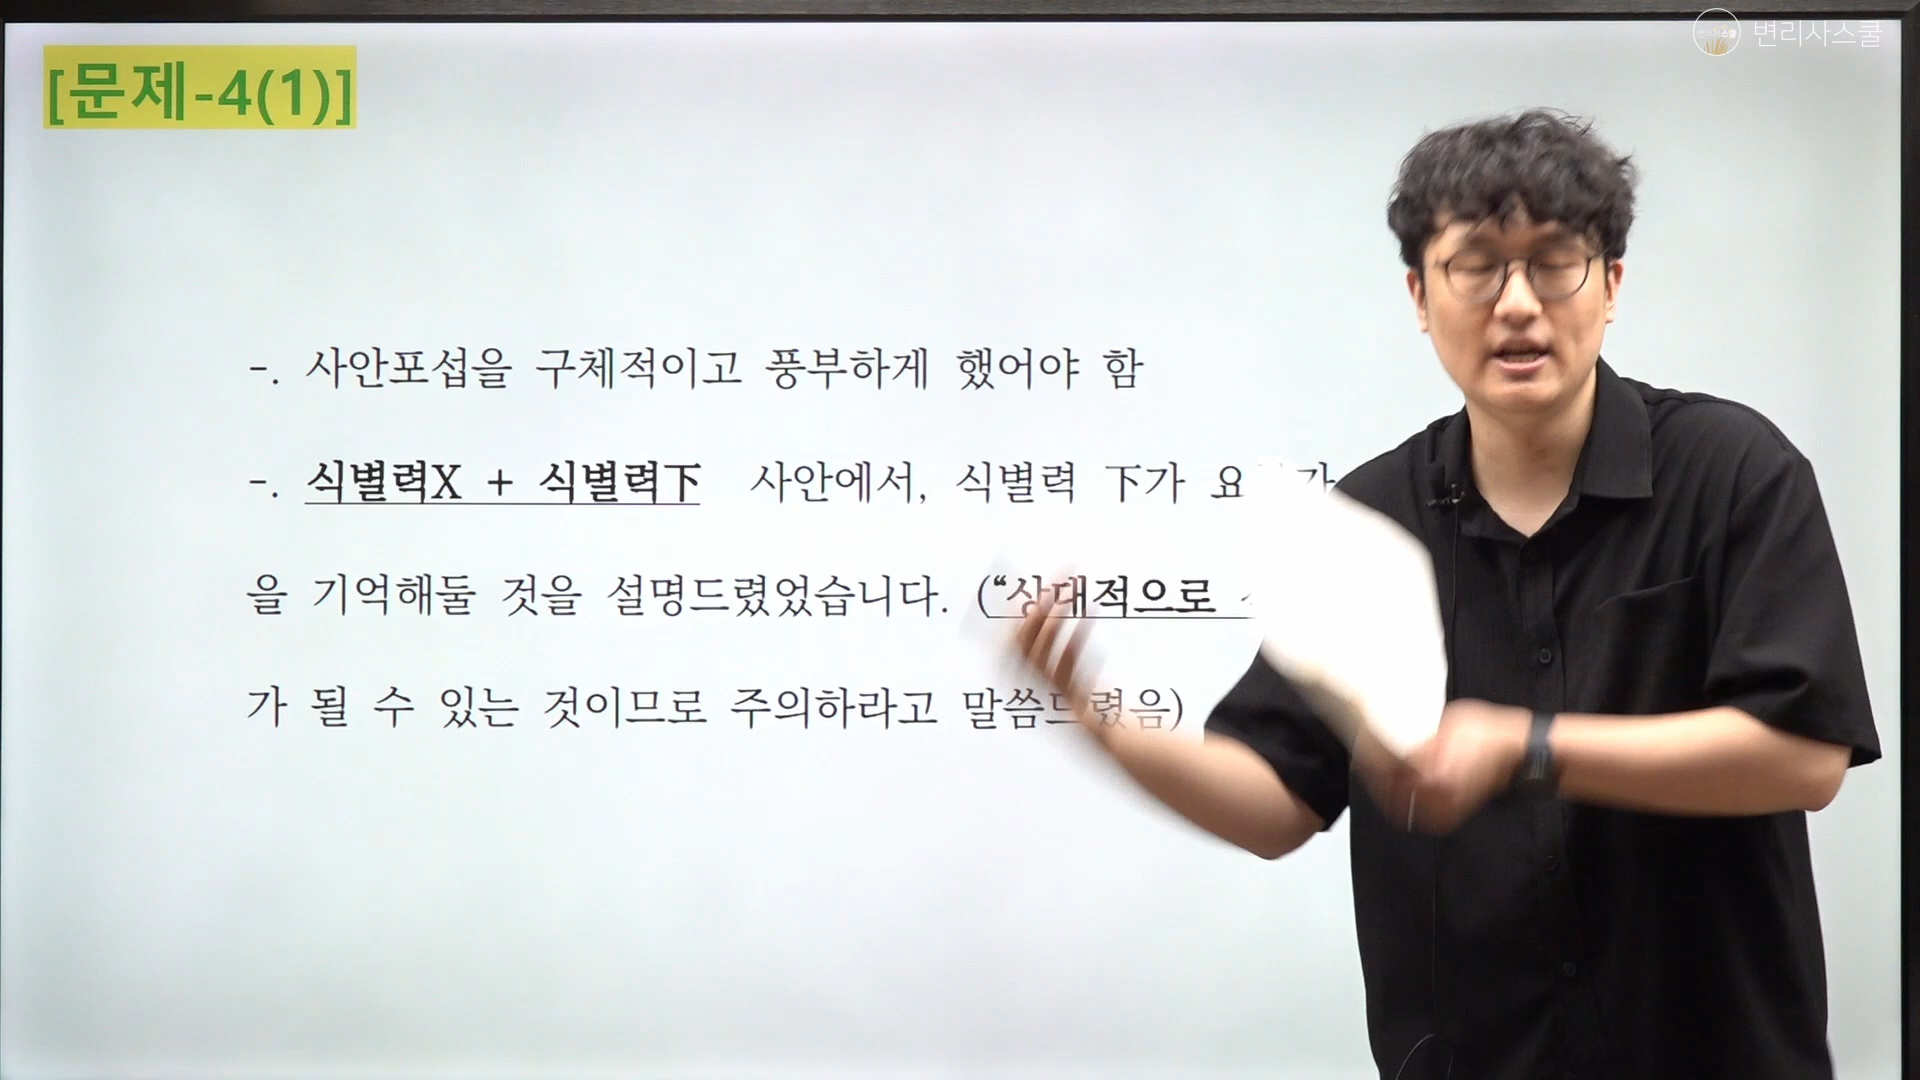 변리사스쿨
[문제-4(1)]
-. 사안포섭을 구체적이고 풍부하게 했어야 함
-. 식별력X + 식별력下 사안에서, 식별력 下가 요
을 기억해둘 것을 설명드렸었습니다. (“상대적으로
가 될 수 있는 것이므로 주의하라고 말씀드렸음)